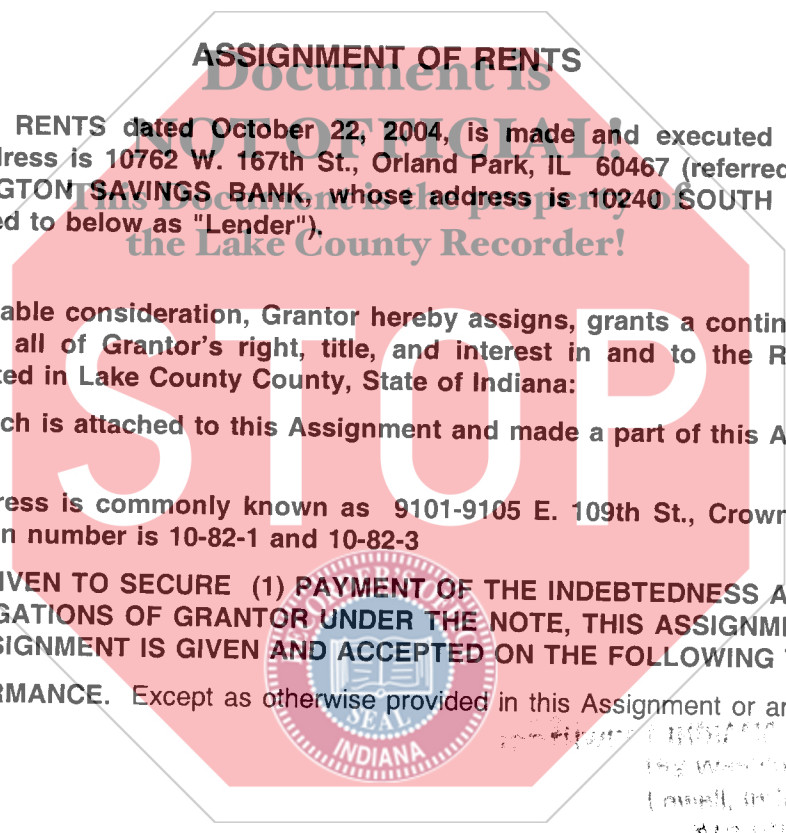 ASSIGNMENT OF RENTS
Document is
RENTS dated October 22, 2004, is made and executed
NOT OFFICIAL!
dress is 10762 W. 167th St., Orland Park, IL 60467 (referred
GTON SAVINGS BANK, whose address is 10240 SOUTH
This Document is the property of
ed to below as "Lender").
the Lake County Recorder!
able consideration, Grantor hereby assigns, grants a contin
all of Grantor's right, title, and interest in and to the R
ted in Lake County County, State of Indiana:
STOP
ch is attached to this Assignment and made a part of this A
ress is commonly known as 9101-9105 E. 109th St., Crown
n number is 10-82-1 and 10-82-3
IVEN TO SECURE (1) PAYMENT OF THE INDEBTEDNESS A
GATIONS OF GRANTOR UNDER THE NOTE, THIS ASSIGNME
SIGNMENT IS GIVEN AND ACCEPTED ON THE FOLLOWING T
RMANCE. Except as otherwise provided in this Assignment or an
SEAL
INDIANA
Lowell, IN